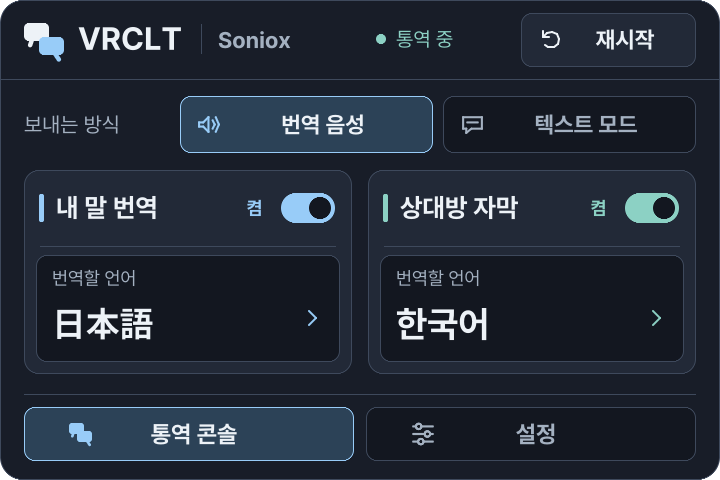 VRCLT Soniox 통역 중 재시작
보내는 방식 번역 음성 텍스트 모드
내 말 번역 켬
번역할 언어
日本語
상대방 자막 켬
번역할 언어
한국어
통역 콘솔 설정